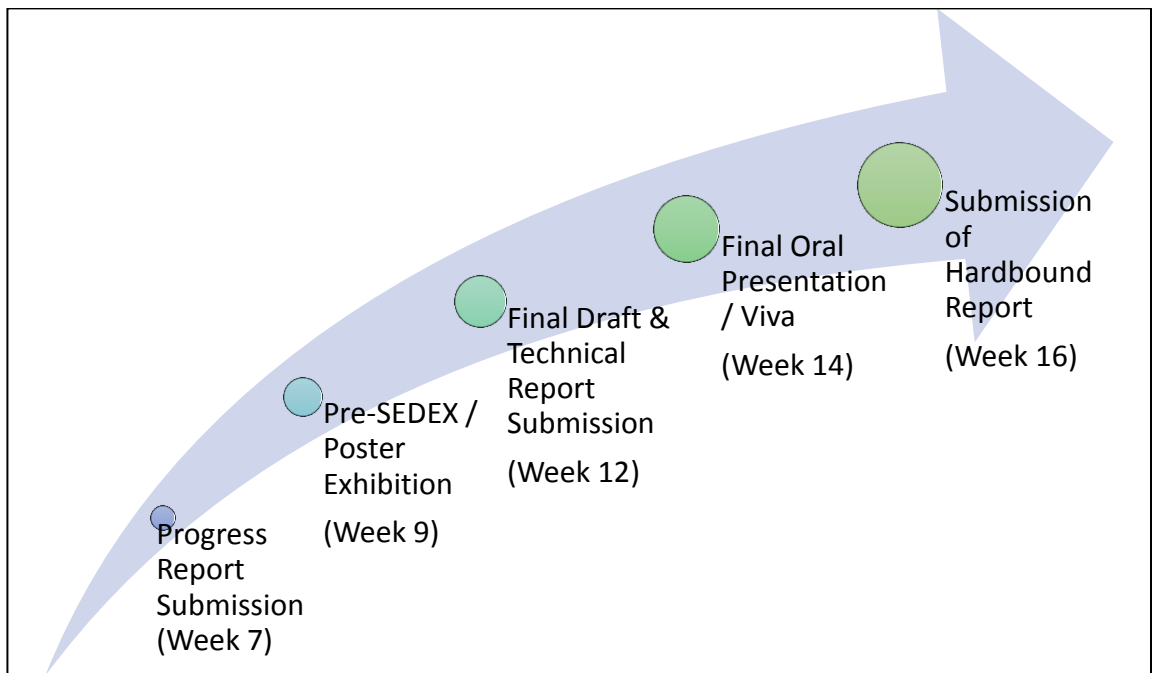 Progress
Report
Submission
(Week 7)
Pre-SEDEX /
Poster
Exhibition
(Week 9)
Final Draft &
Technical
Report
Submission
(Week 12)
Final Oral
Presentation
/ Viva
(Week 14)
Submission
of
Hardbound
Report
(Week 16)